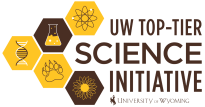 UW TOP-TIER
SCIENCE
INITIATIVE
UNIVERSITY OF WYOMING